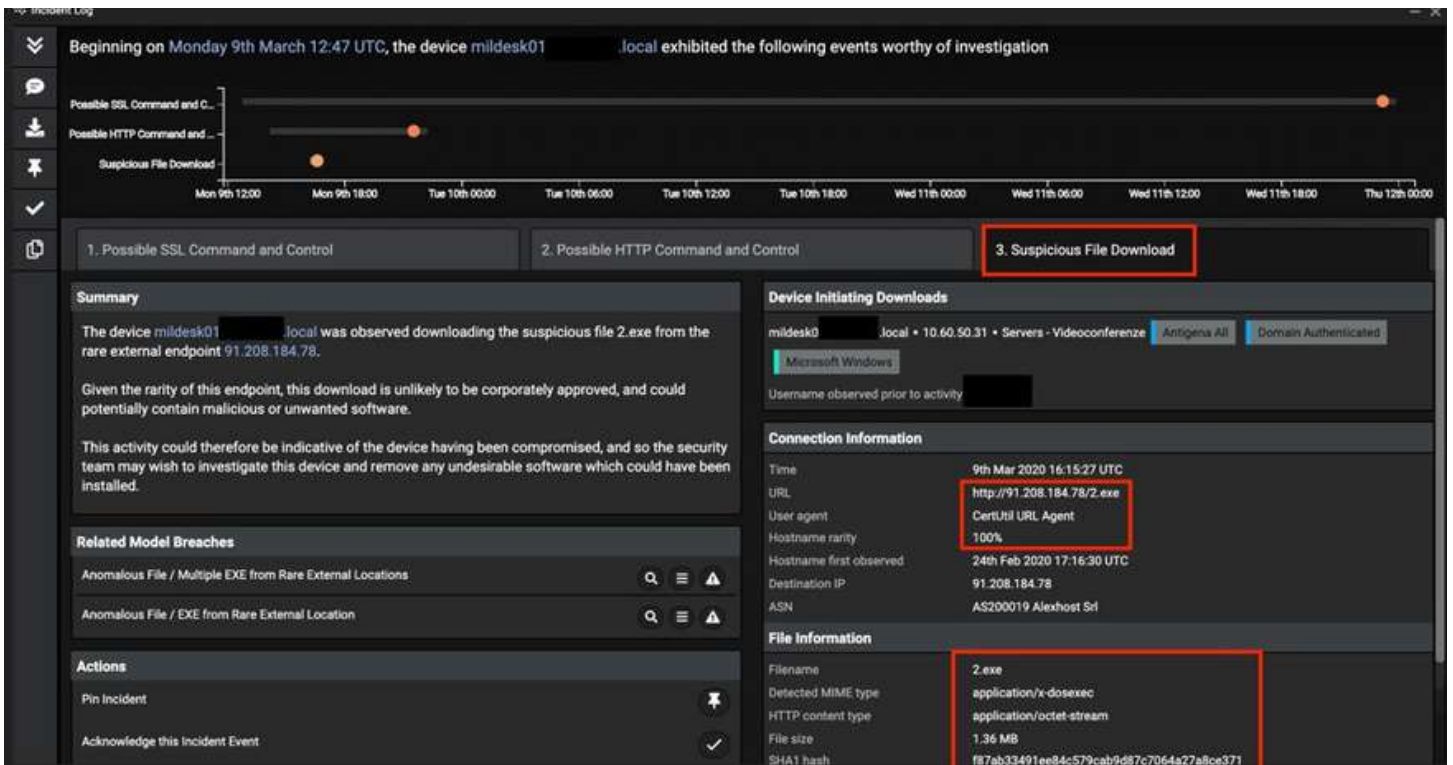 Incident Log
Beginning on Monday 9th March 12:47 UTC, the device mildesk01 .local exhibited the following events worthy of investigation
Possible SSL Command and C...
Possible HTTP Command and ...
Suspicious File Download
Mon 9th 12:00 Mon 9th 18:00 Tue 10th 00:00 Tue 10th 06:00 Tue 10th 12:00 Tue 10th 18:00 Wed 11th 00:00 Wed 11th 06:00 Wed 11th 12:00 Wed 11th 18:00 Thu 12th 00:00
1. Possible SSL Command and Control 2. Possible HTTP Command and Control 3. Suspicious File Download
Summary
The device mildesk01 .local was observed downloading the suspicious file 2.exe from the
rare external endpoint 91.208.184.78.
Given the rarity of this endpoint, this download is unlikely to be corporately approved, and could
potentially contain malicious or unwanted software.
This activity could therefore be indicative of the device having been compromised, and so the security
team may wish to investigate this device and remove any undesirable software which could have been
installed.
Related Model Breaches
Anomalous File / Multiple EXE from Rare External Locations
Anomalous File / EXE from Rare External Location
Actions
Pin Incident
Acknowledge this Incident Event
Device Initiating Downloads
mildesk0 .local • 10.60.50.31 • Servers - Videoconferenze Antigena All Domain Authenticated
Microsoft Windows
Username observed prior to activity
Connection Information
Time 9th Mar 2020 16:15:27 UTC
URL http://91.208.184.78/2.exe
User agent CertUtil URL Agent
Hostname rarity 100%
Hostname first observed 24th Feb 2020 17:16:30 UTC
Destination IP 91.208.184.78
ASN AS200019 Alexhost Srl
File Information
Filename 2.exe
Detected MIME type application/x-dosexec
HTTP content type application/octet-stream
File size 1.36 MB
SHA1 hash f87ab33491ee84c579cab9d87c7064a27a8ce371